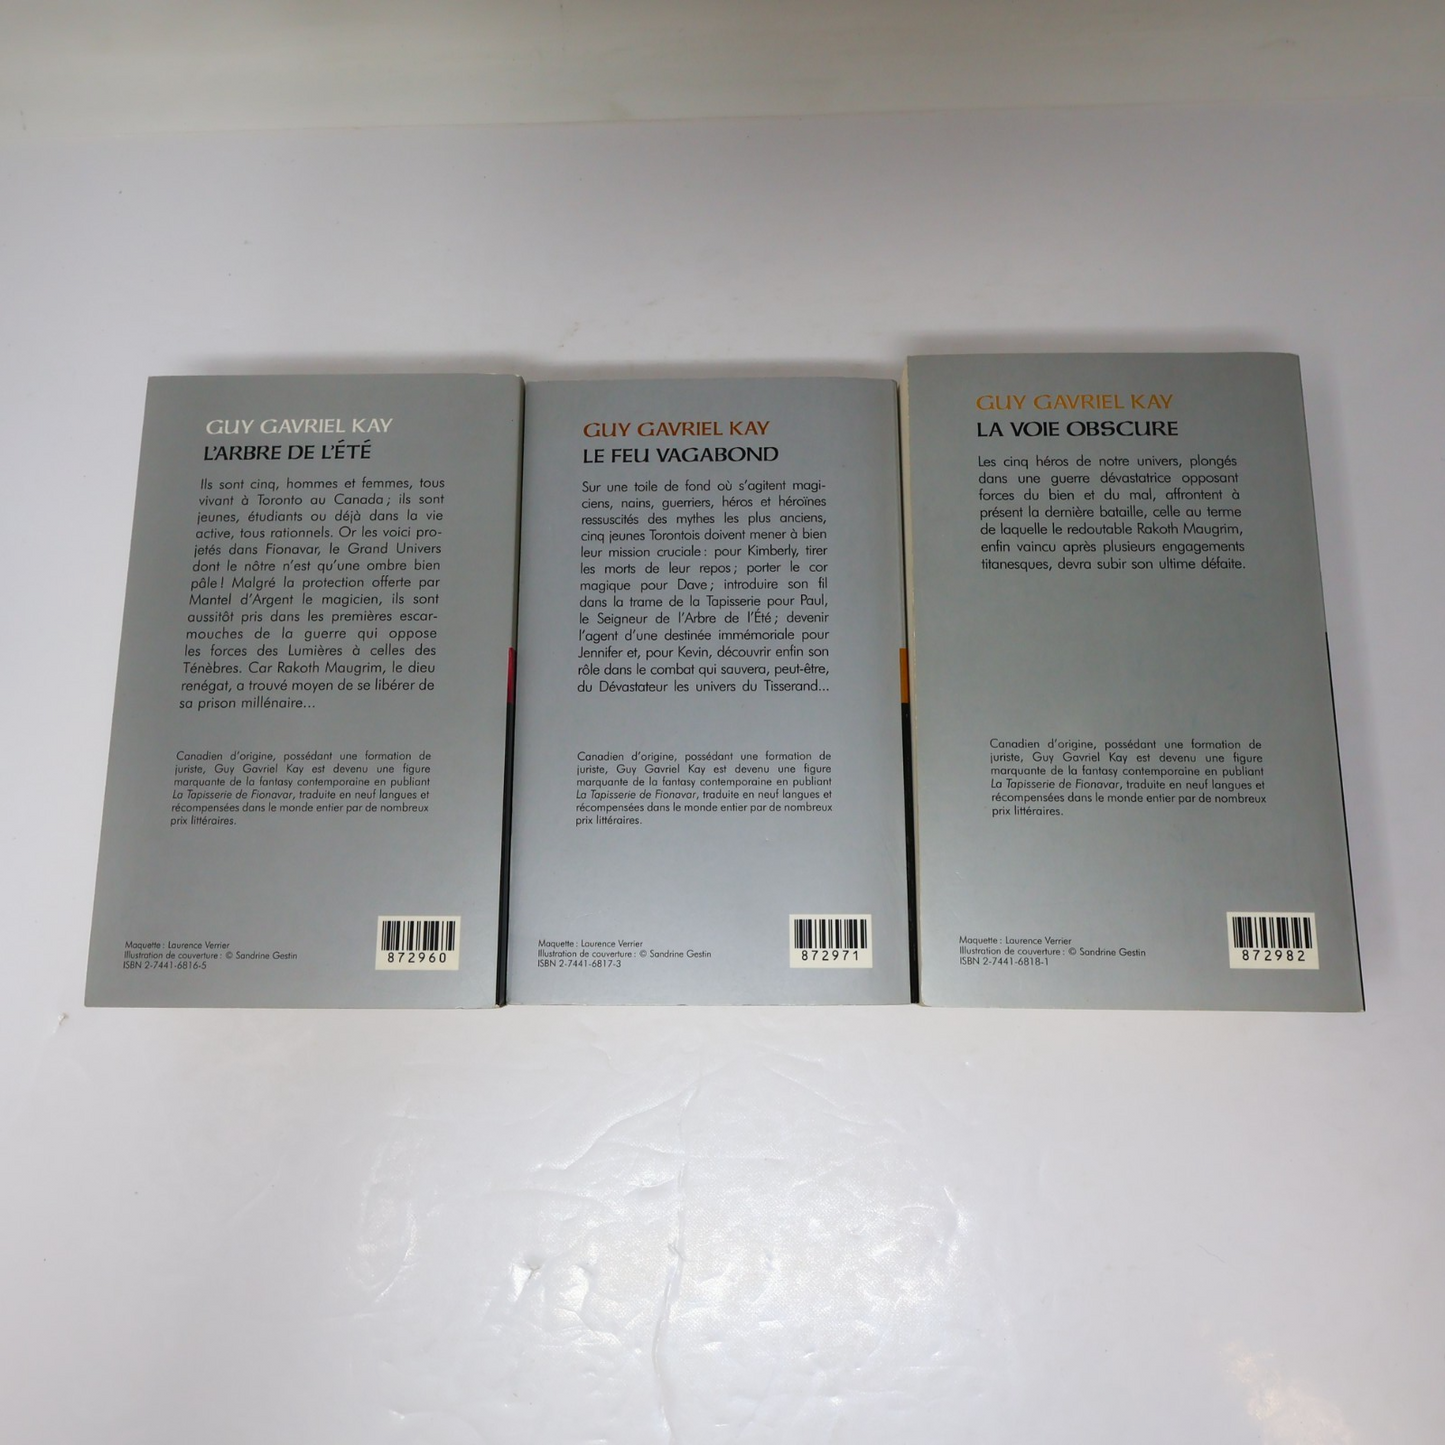 GUY GAVRIEL KAY
L'ARBRE DE L'ÉTÉ
Ils sont cinq, hommes et femmes, tous
vivant à Toronto au Canada ; ils sont
jeunes, étudiants ou déjà dans la vie
active, tous rationnels. Or les voici pro-
jetés dans Fionavar, le Grand Univers
dont le nôtre n'est qu'une ombre bien
pâle ! Malgré la protection offerte par
Mantel d'Argent le magicien, ils sont
aussitôt pris dans les premières escar-
mouches de la guerre qui oppose
les forces des Lumières à celles des
Ténèbres. Car Rakoth Maugrim, le dieu
renégat, a trouvé moyen de se libérer de
sa prison millénaire...
Canadien d'origine, possédant une formation de
juriste, Guy Gavriel Kay est devenu une figure
marquante de la fantasy contemporaine en publiant
La Tapisserie de Fionavar, traduite en neuf langues et
récompensées dans le monde entier par de nombreux
prix littéraires.
Maquette : Laurence Verrier
Illustration de couverture : © Sandrine Gestin
ISBN 2-7441-6816-5
872960
GUY GAVRIEL KAY
LE FEU VAGABOND
Sur une toile de fond où s'agitent magi-
ciens, nains, guerriers, héros et héroïnes
ressuscités des mythes les plus anciens,
cinq jeunes Torontois doivent mener à bien
leur mission cruciale : pour Kimberly, tirer
les morts de leur repos ; porter le cor
magique pour Dave ; introduire son fil
dans la trame de la Tapisserie pour Paul,
le Seigneur de l'Arbre de l'Été ; devenir
l'agent d'une destinée immémoriale pour
Jennifer et, pour Kevin, découvrir enfin son
rôle dans le combat qui sauvera, peut-être,
du Dévastateur les univers du Tisserand...
Canadien d'origine, possédant une formation de
juriste, Guy Gavriel Kay est devenu une figure
marquante de la fantasy contemporaine en publiant
La Tapisserie de Fionavar, traduite en neuf langues et
récompensées dans le monde entier par de nombreux
prix littéraires.
Maquette : Laurence Verrier
Illustration de couverture : © Sandrine Gestin
ISBN 2-7441-6817-3
872971
GUY GAVRIEL KAY
LA VOIE OBSCURE
Les cinq héros de notre univers, plongés
dans une guerre dévastatrice opposant
forces du bien et du mal, affrontent à
présent la dernière bataille, celle au terme
de laquelle le redoutable Rakoth Maugrim,
enfin vaincu après plusieurs engagements
titanesques, devra subir son ultime défaite.
Canadien d'origine, possédant une formation de
juriste, Guy Gavriel Kay est devenu une figure
marquante de la fantasy contemporaine en publiant
La Tapisserie de Fionavar, traduite en neuf langues et
récompensées dans le monde entier par de nombreux
prix littéraires.
Maquette : Laurence Verrier
Illustration de couverture : © Sandrine Gestin
ISBN 2-7441-6818-1
872982